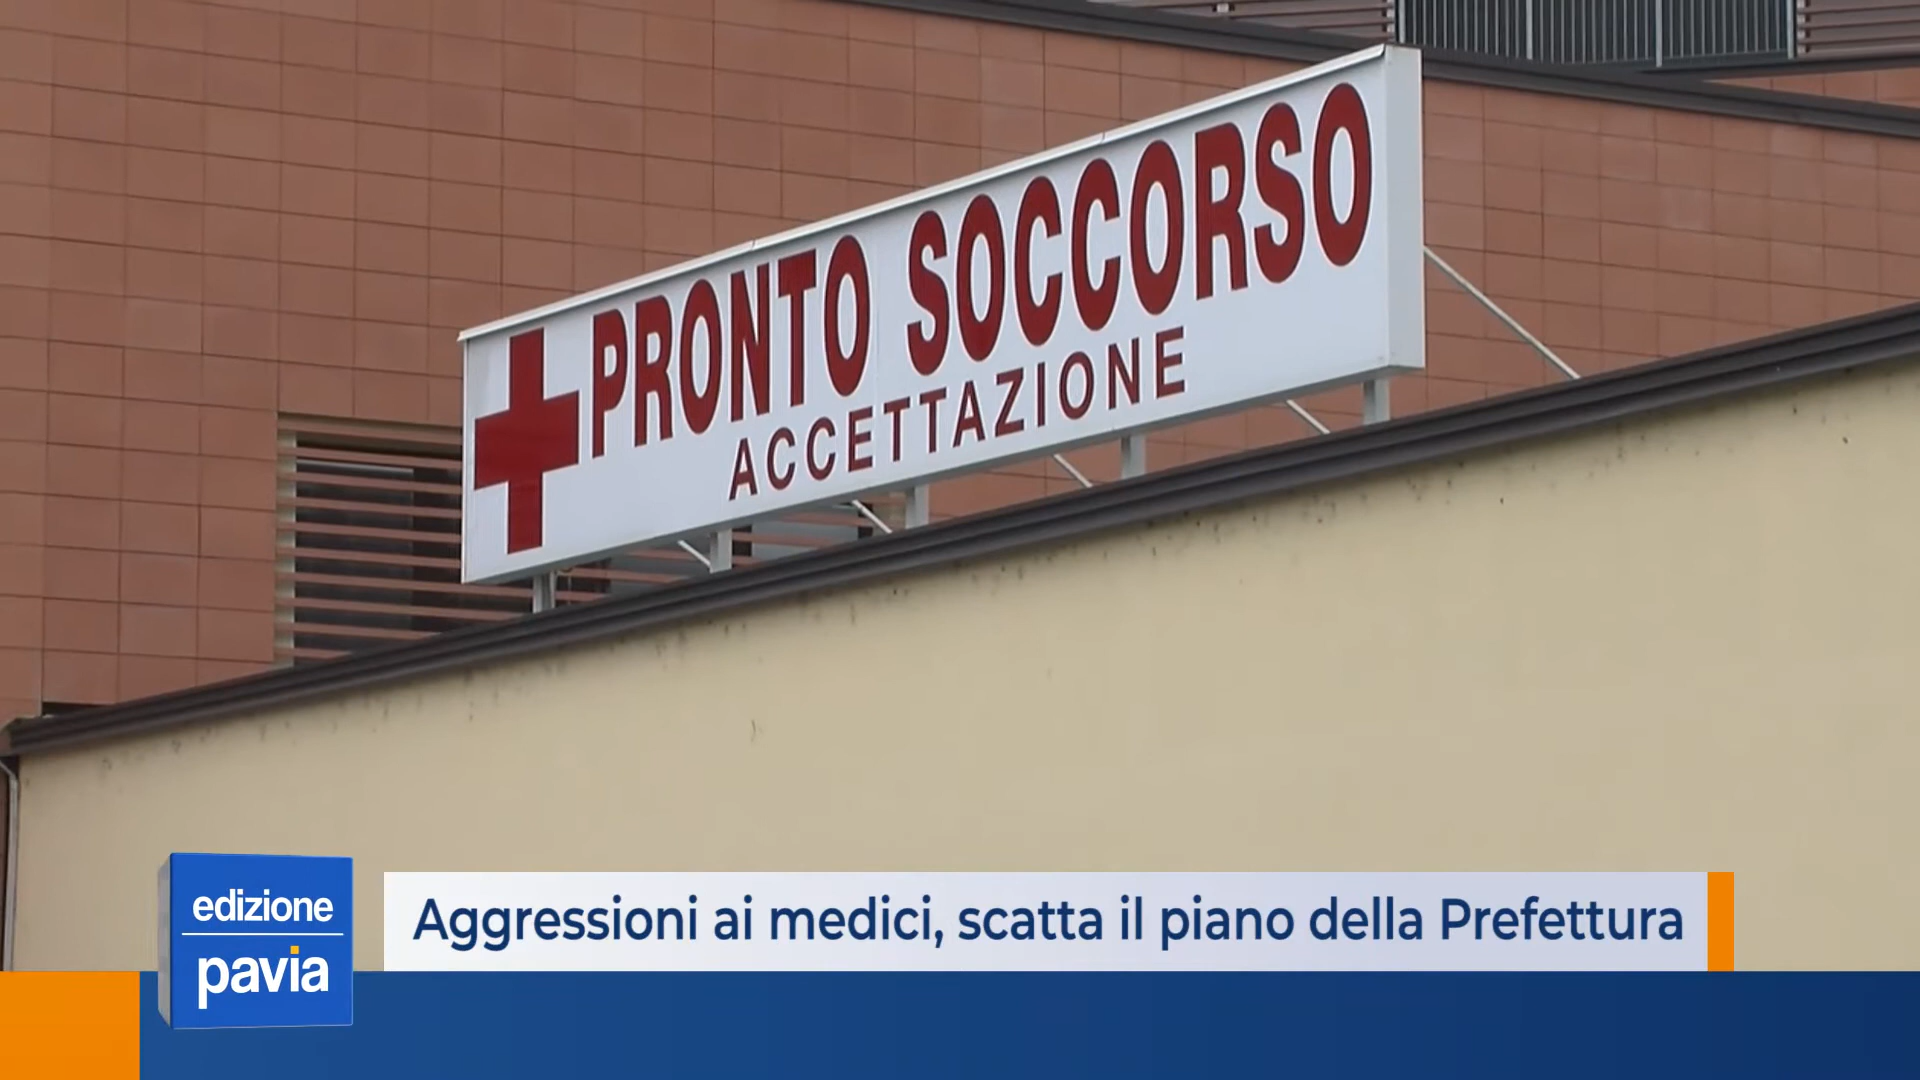 PRONTO SOCCORSO
ACCETTAZIONE
edizione
pavia
Aggressioni ai medici, scatta il piano della Prefettura